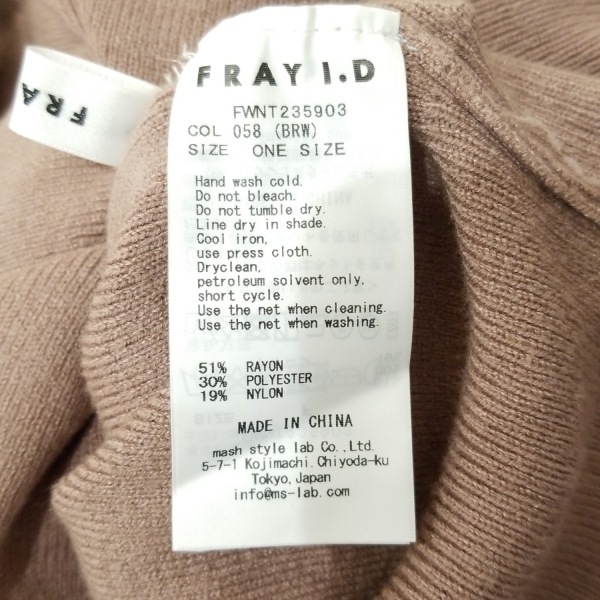 FRAY I.D
FRA
FWNT235903
COL 058 (BRW)
SIZE ONE SIZE
Hand wash cold.
Do not bleach.
Do not tumble dry.
Line dry in shade.
Cool iron,
use press cloth.
Dryclean,
petroleum solvent only.
short cycle.
Use the net when cleaning.
Use the net when washing.
51% RAYON
30% POLYESTER
19% NYLON
MADE IN CHINA
mash style lab Co.,Ltd.
5-7-1 Kojimachi.Chiyoda-ku
Tokyo,Japan
info@ms-lab.com